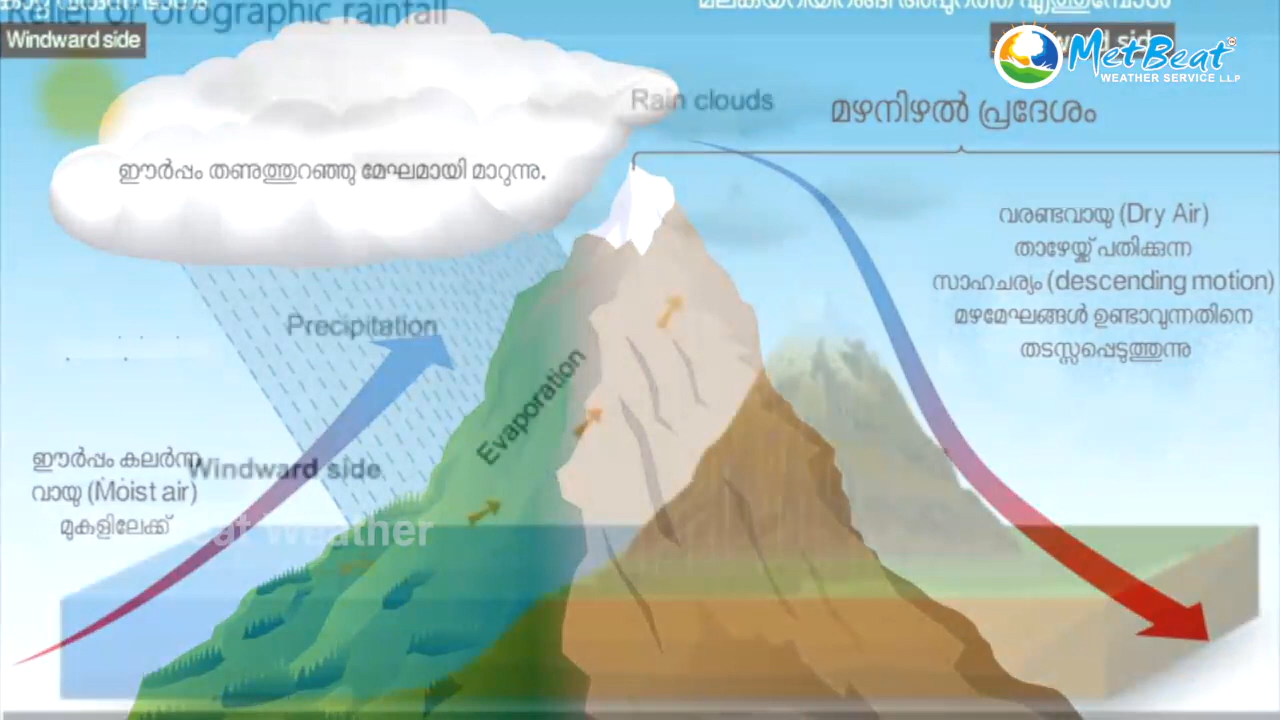 Relief or orographic rainfall
Windward side
MetBeat
WEATHER SERVICE LLP
Rain clouds
മഴനിഴൽ പ്രദേശം
ഈർപ്പം തണുത്തുറഞ്ഞു മേഘമായി മാറുന്നു.
വരണ്ടവായു (Dry Air)
താഴേയ്ക്ക് പതിക്കുന്ന
സാഹചര്യം (descending motion)
മഴമേഘങ്ങൾ ഉണ്ടാവുന്നതിനെ
തടസ്സപ്പെടുത്തുന്നു
Precipitation
Evaporation
ഈർപ്പം കലർന്ന
Windward side
വായു (Moist air)
മുകളിലേക്ക്
weather